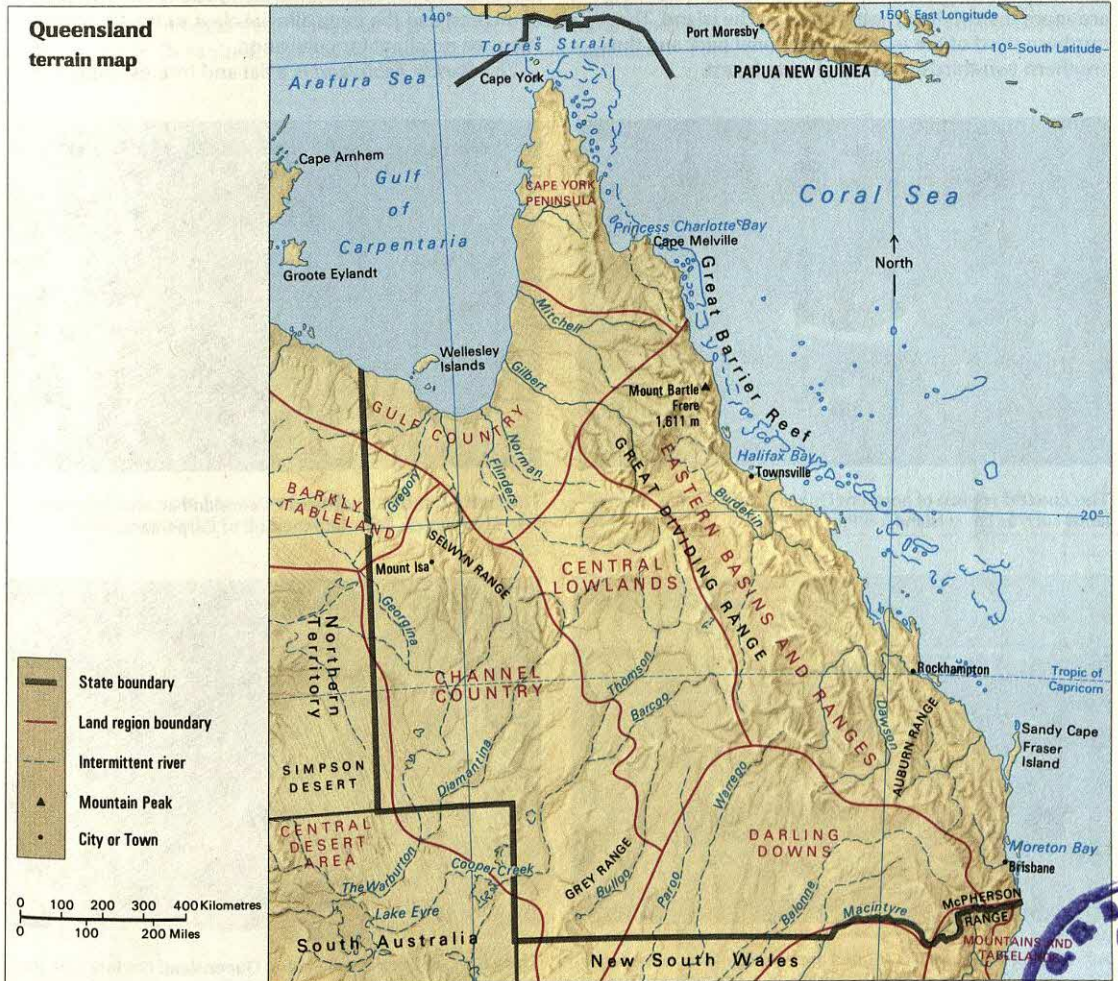 Queensland
terrain map
140°
150° East Longitude
10° South Latitude
Port Moresby
PAPUA NEW GUINEA
Torres Strait
Arafura Sea
Cape York
Cape Arnhem
Gulf
of
Carpentaria
Groote Eylandt
CAPE YORK
PENINSULA
Coral Sea
Princess Charlotte Bay
Cape Melville
North
Great Barrier Reef
Mitchell
Wellesley
Islands
Gilbert
Mount Bartle
Frere
1,611 m
GULF COUNTRY
Norman
Flinders
Gregory
Halifax Bay
Townsville
Burdekin
BARKLY
TABLELAND
GREAT DIVIDING RANGE
EASTERN BASINS AND RANGES
20°
SELWYN RANGE
Mount Isa
CENTRAL
LOWLANDS
Georgina
Northern
Territory
CHANNEL
COUNTRY
Thomson
Barcoo
Rockhampton
Tropic of
Capricorn
Dawson
AUBURN RANGE
Sandy Cape
Fraser
Island
SIMPSON
DESERT
Diamantina
Warrego
CENTRAL
DESERT
AREA
DARLING
DOWNS
Moreton Bay
Brisbane
Cooper Creek
The Warburton
GREY RANGE
Bulloo
Paroo
Balonne
Macintyre
McPHERSON
RANGE
Lake Eyre
South Australia
New South Wales
MOUNTAINS AND
TABLELANDS
State boundary
Land region boundary
Intermittent river
Mountain Peak
City or Town
0 100 200 300 400 Kilometres
0 100 200 Miles